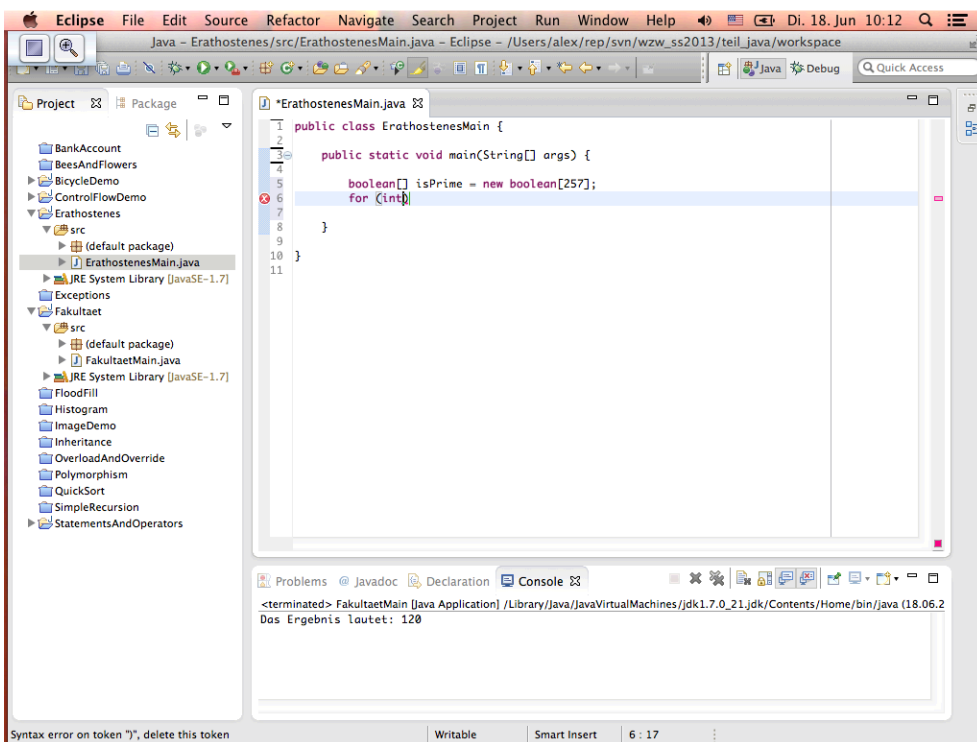 Eclipse File Edit Source Refactor Navigate Search Project Run Window Help Di. 18. Jun 10:12
Java – Erathostenes/src/ErathostenesMain.java – Eclipse – /Users/alex/rep/svn/wzw_ss2013/teil_java/workspace
Java Debug Quick Access
Project Package
BankAccount
BeesAndFlowers
BicycleDemo
ControlFlowDemo
Erathostenes
src
(default package)
ErathostenesMain.java
JRE System Library [JavaSE-1.7]
Exceptions
Fakultaet
src
(default package)
FakultaetMain.java
JRE System Library [JavaSE-1.7]
FloodFill
Histogram
ImageDemo
Inheritance
OverloadAndOverride
Polymorphism
QuickSort
SimpleRecursion
StatementsAndOperators
*ErathostenesMain.java
1 public class ErathostenesMain {
2
3 public static void main(String[] args) {
4
5 boolean[] isPrime = new boolean[257];
6 for (int)
7
8 }
9
10 }
11
Problems @ Javadoc Declaration Console
<terminated> FakultaetMain [Java Application] /Library/Java/JavaVirtualMachines/jdk1.7.0_21.jdk/Contents/Home/bin/java (18.06.2
Das Ergebnis lautet: 120
Syntax error on token ")", delete this token Writable Smart Insert 6 : 17